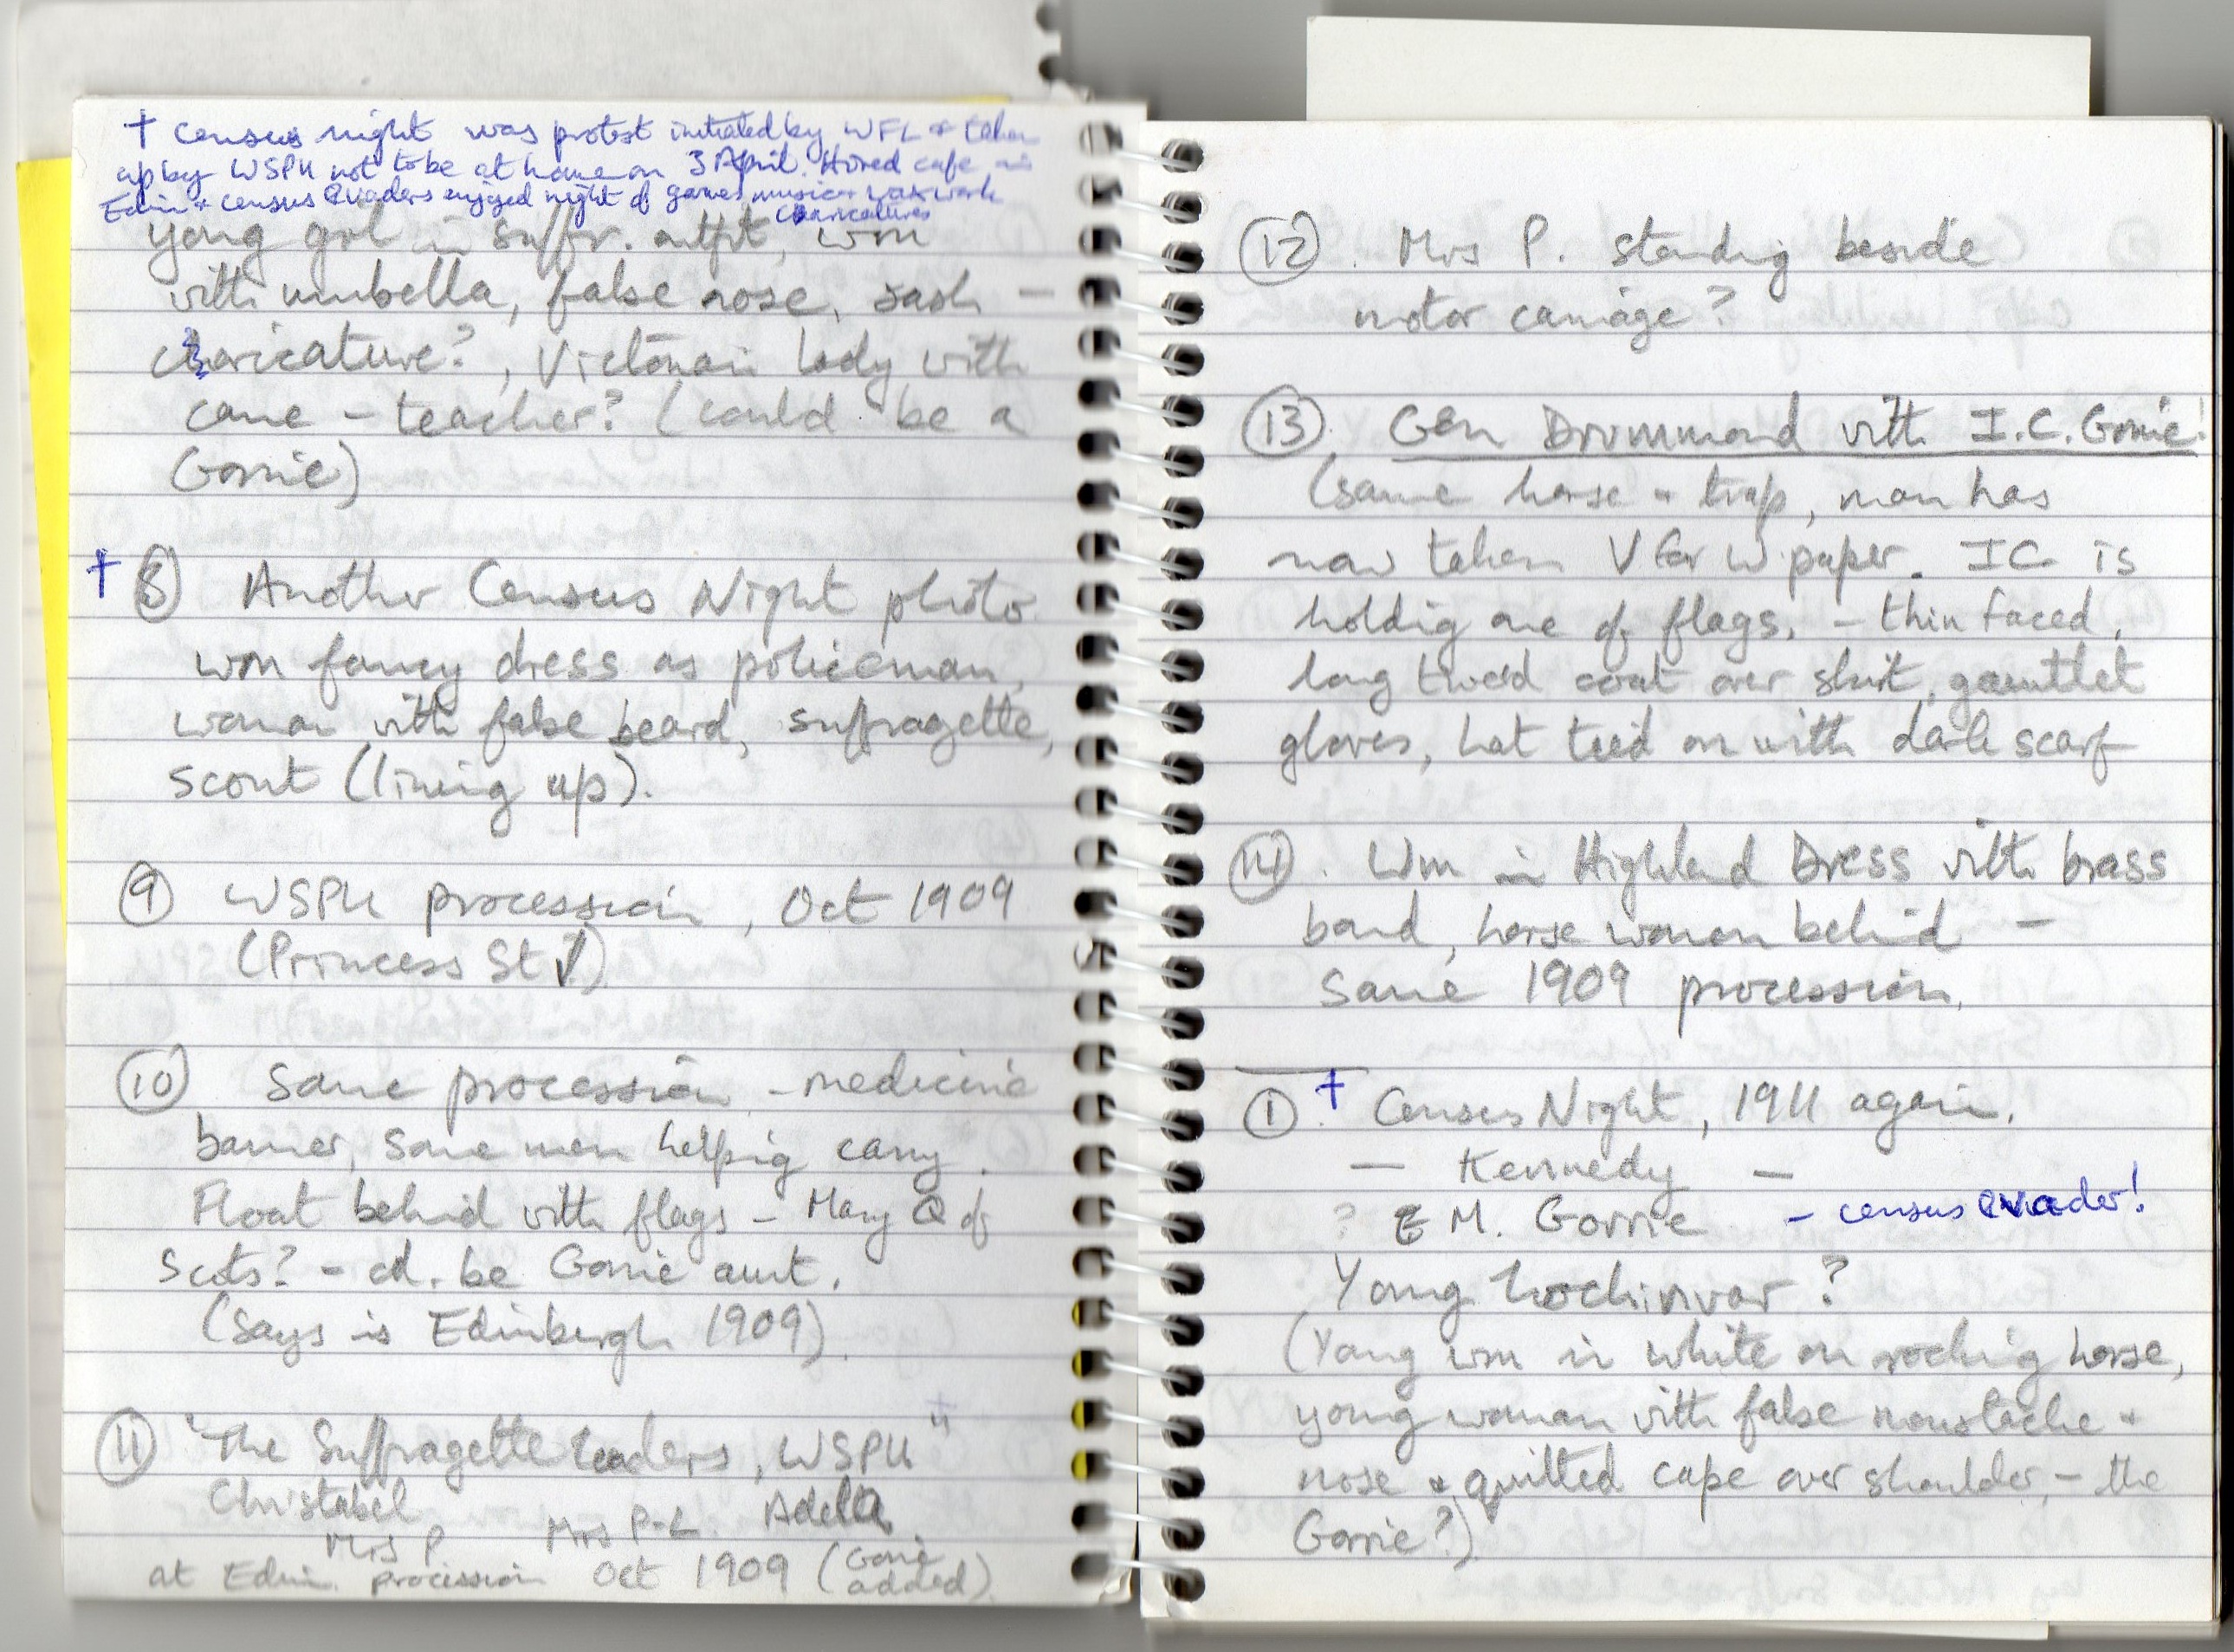 † census night was protest initiated by WFL & taken
up by WSPU not to be at home on 3 April. Hired cafe in
Edin & census evaders enjoyed night of games music & waxwork
caricatures
young girl in suffr. outfit, wm
with umbrella, false nose, sash –
caricature?, Victorian lady with
cane – teacher? (could be a
Gorrie)
† ⑧ Another Census Night photo
wm fancy dress as policeman,
woman with false beard, suffragette,
scout (lining up).
⑨ WSPU procession, Oct 1909
(Princess St ✓)
⑩ Same procession – medicine
banner, some men helping carry.
Float behind with flags – Mary Q of
Scots? – cd. be Gorrie aunt.
(Says is Edinburgh 1909).
⑪ "The Suffragette Leaders, WSPU"
Christabel
Mrs P Mrs P-L. Adella
at Edin. procession Oct 1909 (Gorrie
added).
⑫. Mrs P. standing beside
motor carriage?
⑬. Gen Drummond with I.C. Gorrie!
(same horse & trap, man has
now taken V for W paper. IC is
holding one of flags. – thin faced,
long tweed coat over skirt, gauntlet
gloves, hat tied on with dark scarf
⑭. Wm in Highland Dress with brass
band, horse woman behind –
same 1909 procession.
①. † Census Night, 1911 again.
— Kennedy —
? E M. Gorrie – census evader!
Young Lochinvar?
(Young wm in white on rocking horse,
young woman with false moustache &
nose & quilted cape over shoulder, – the
Gorrie?)